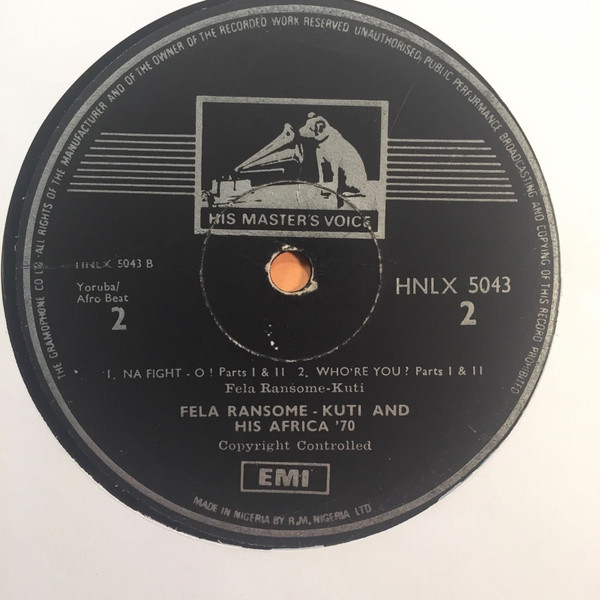 THE GRAMOPHONE CO LTD · ALL RIGHTS OF THE MANUFACTURER AND OF THE OWNER OF THE RECORDED WORK RESERVED UNAUTHORISED, PUBLIC PERFORMANCE BROADCASTING AND COPYING OF THIS RECORD PROHIBITED
HIS MASTER'S VOICE
HNLX 5043 B
Yoruba/
Afro Beat
2
HNLX 5043
2
1. NA FIGHT - O! Parts I & II 2. WHO'RE YOU? Parts I & II
Fela Ransome-Kuti
FELA RANSOME - KUTI AND
HIS AFRICA '70
Copyright Controlled
EMI
MADE IN NIGERIA BY R.M. NIGERIA LTD